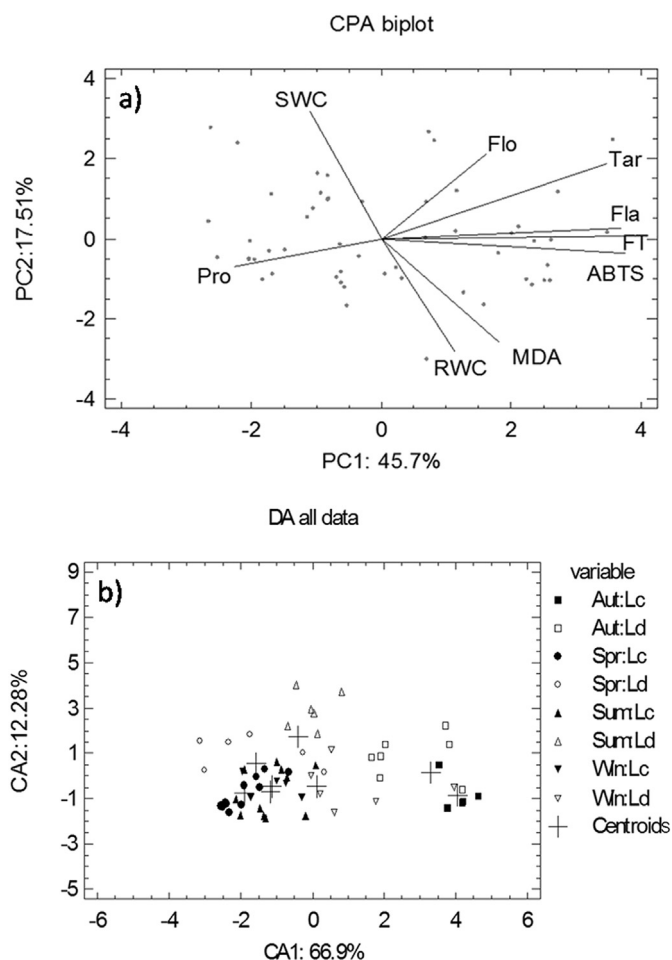 CPA biplot
a)
4
2
0
-2
-4
PC2:17.51%
SWC
Flo
Tar
Fla
FT
ABTS
Pro
MDA
RWC
-4 -2 0 2 4
PC1: 45.7%
DA all data
b)
9
7
5
3
1
-1
-3
-5
CA2:12.28%
-6 -4 -2 0 2 4 6
CA1: 66.9%
variable
Aut:Lc
Aut:Ld
Spr:Lc
Spr:Ld
Sum:Lc
Sum:Ld
Win:Lc
Win:Ld
Centroids